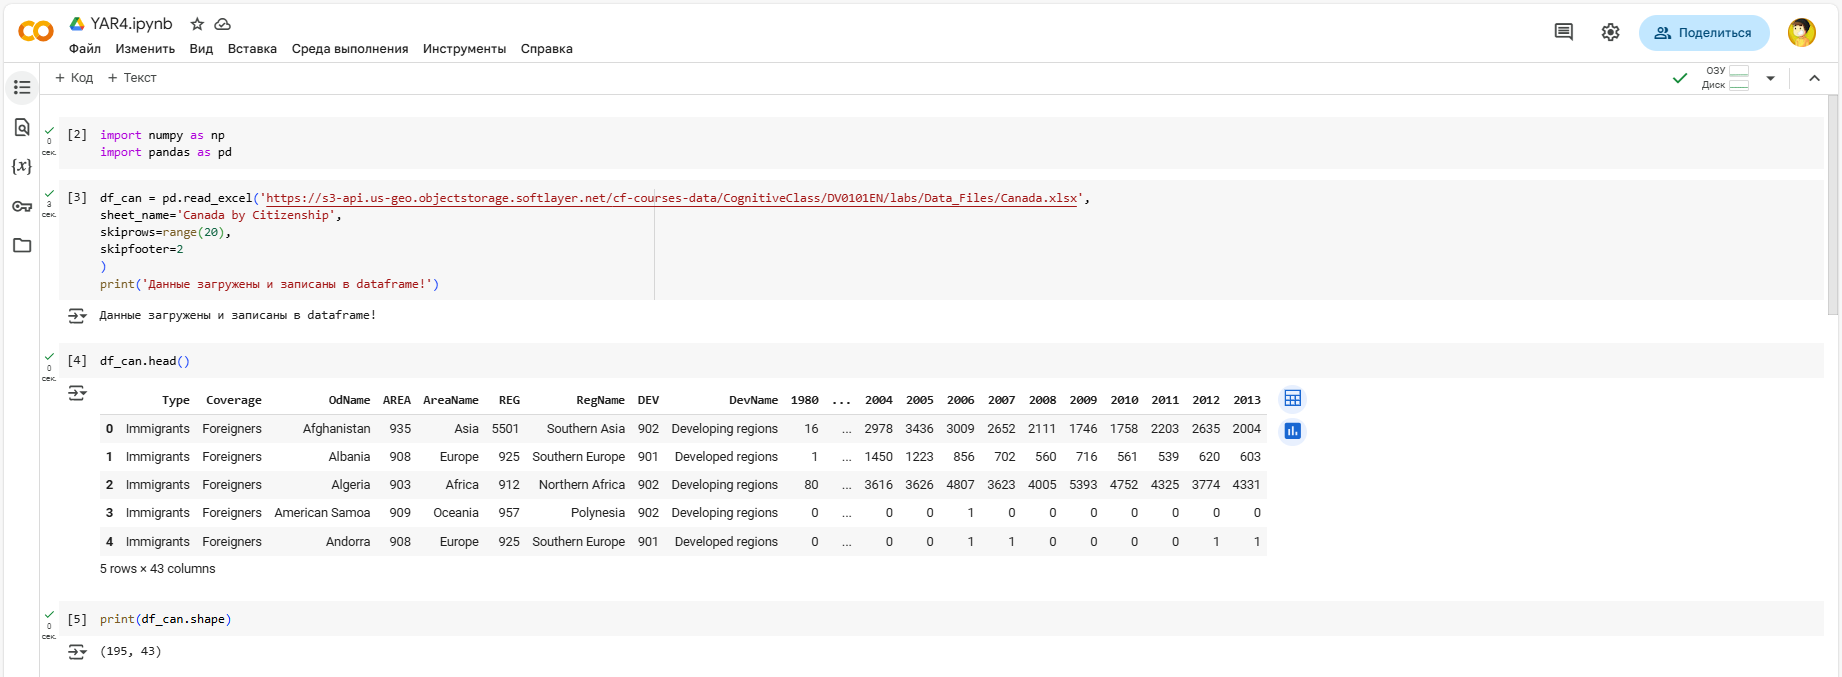 YAR4.ipynb
Файл Изменить Вид Вставка Среда выполнения Инструменты Справка
Поделиться
+ Код + Текст
ОЗУ
Диск
[2] import numpy as np
import pandas as pd
0 сек.
[3] df_can = pd.read_excel('https://s3-api.us-geo.objectstorage.softlayer.net/cf-courses-data/CognitiveClass/DV0101EN/labs/Data_Files/Canada.xlsx',
sheet_name='Canada by Citizenship',
skiprows=range(20),
skipfooter=2
)
print('Данные загружены и записаны в dataframe!')
3 сек.
Данные загружены и записаны в dataframe!
[4] df_can.head()
0 сек.
Type Coverage OdName AREA AreaName REG RegName DEV DevName 1980 ... 2004 2005 2006 2007 2008 2009 2010 2011 2012 2013
0 Immigrants Foreigners Afghanistan 935 Asia 5501 Southern Asia 902 Developing regions 16 ... 2978 3436 3009 2652 2111 1746 1758 2203 2635 2004
1 Immigrants Foreigners Albania 908 Europe 925 Southern Europe 901 Developed regions 1 ... 1450 1223 856 702 560 716 561 539 620 603
2 Immigrants Foreigners Algeria 903 Africa 912 Northern Africa 902 Developing regions 80 ... 3616 3626 4807 3623 4005 5393 4752 4325 3774 4331
3 Immigrants Foreigners American Samoa 909 Oceania 957 Polynesia 902 Developing regions 0 ... 0 0 1 0 0 0 0 0 0 0
4 Immigrants Foreigners Andorra 908 Europe 925 Southern Europe 901 Developed regions 0 ... 0 0 1 1 0 0 0 0 1 1
5 rows × 43 columns
[5] print(df_can.shape)
0 сек.
(195, 43)